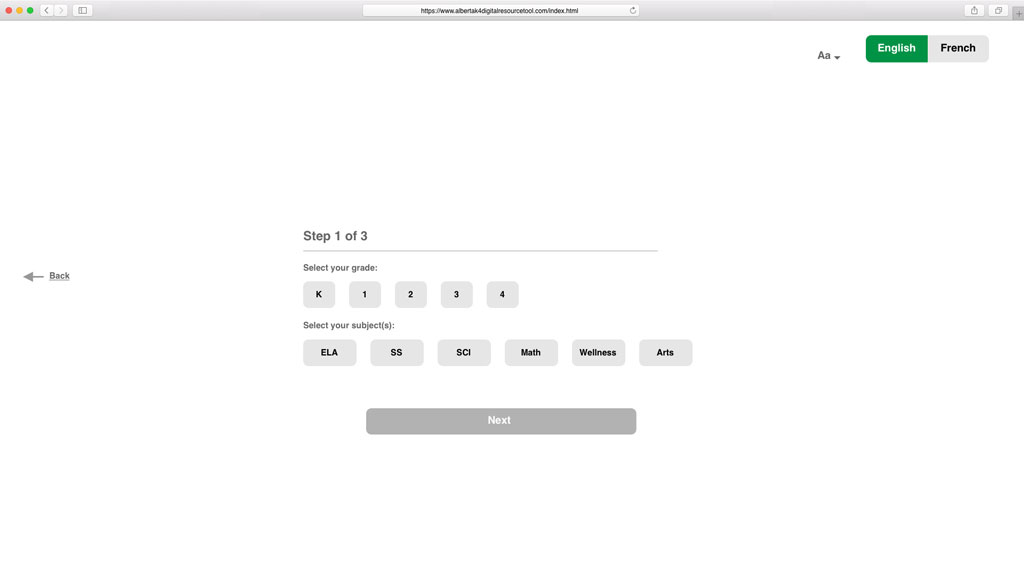 https://www.albertak4digitalresourcetool.com/index.html
Aa
English French
Step 1 of 3
Select your grade:
Back
K 1 2 3 4
Select your subject(s):
ELA SS SCI Math Wellness Arts
Next